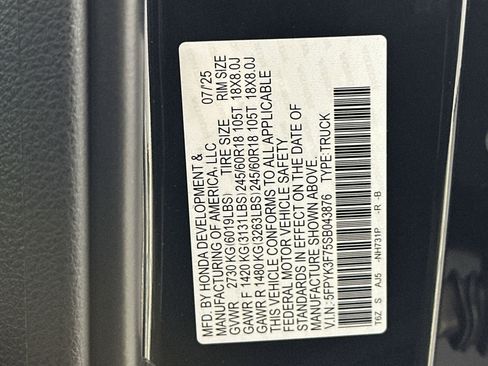 MFD. BY HONDA DEVELOPMENT &
MANUFACTURING OF AMERICA, LLC 07/'25
GVWR 2730 KG(6019LBS) TIRE SIZE RIM SIZE
GAWR F 1420 KG(3131LBS) 245/60R18 105T 18X8.0J
GAWR R 1480 KG(3263LBS) 245/60R18 105T 18X8.0J
THIS VEHICLE CONFORMS TO ALL APPLICABLE
FEDERAL MOTOR VEHICLE SAFETY
STANDARDS IN EFFECT ON THE DATE OF
MANUFACTURE SHOWN ABOVE.
V.I.N.: 5FPYK3F75SB043876 TYPE:TRUCK
T6Z S AJ5 -NH731P -R -B